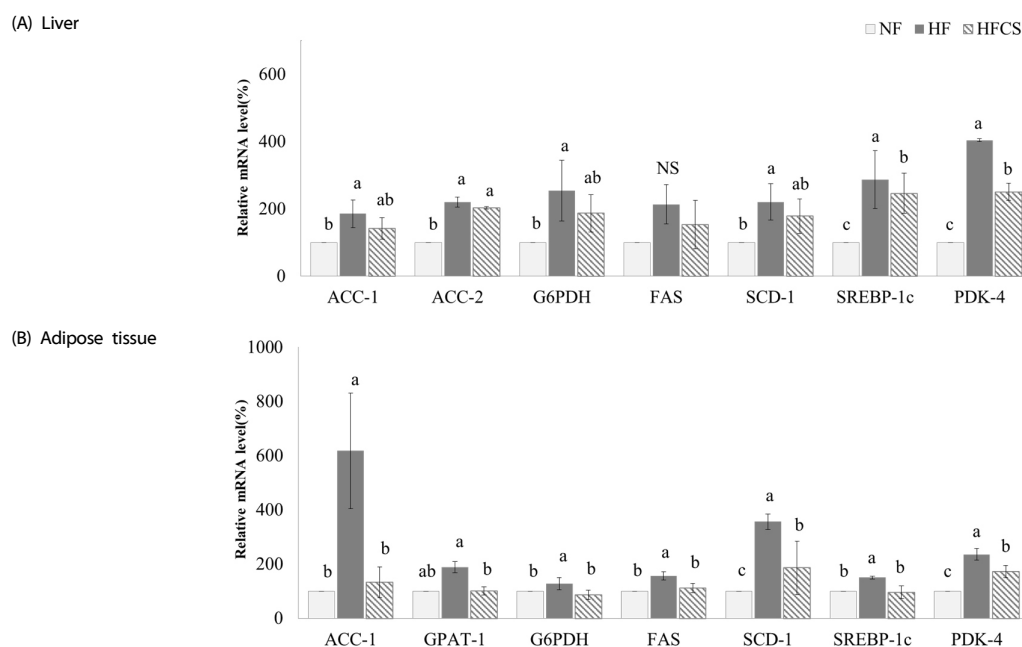 (A) Liver
NF HF HFCS
Relative mRNA level(%)
600
400
200
0
b a ab
b a a
b a ab
NS
b a ab
c a b
c a b
ACC-1 ACC-2 G6PDH FAS SCD-1 SREBP-1c PDK-4
(B) Adipose tissue
Relative mRNA level(%)
1000
800
600
400
200
0
b a b
ab a b
b a b
b a b
c a b
b a b
c a b
ACC-1 GPAT-1 G6PDH FAS SCD-1 SREBP-1c PDK-4